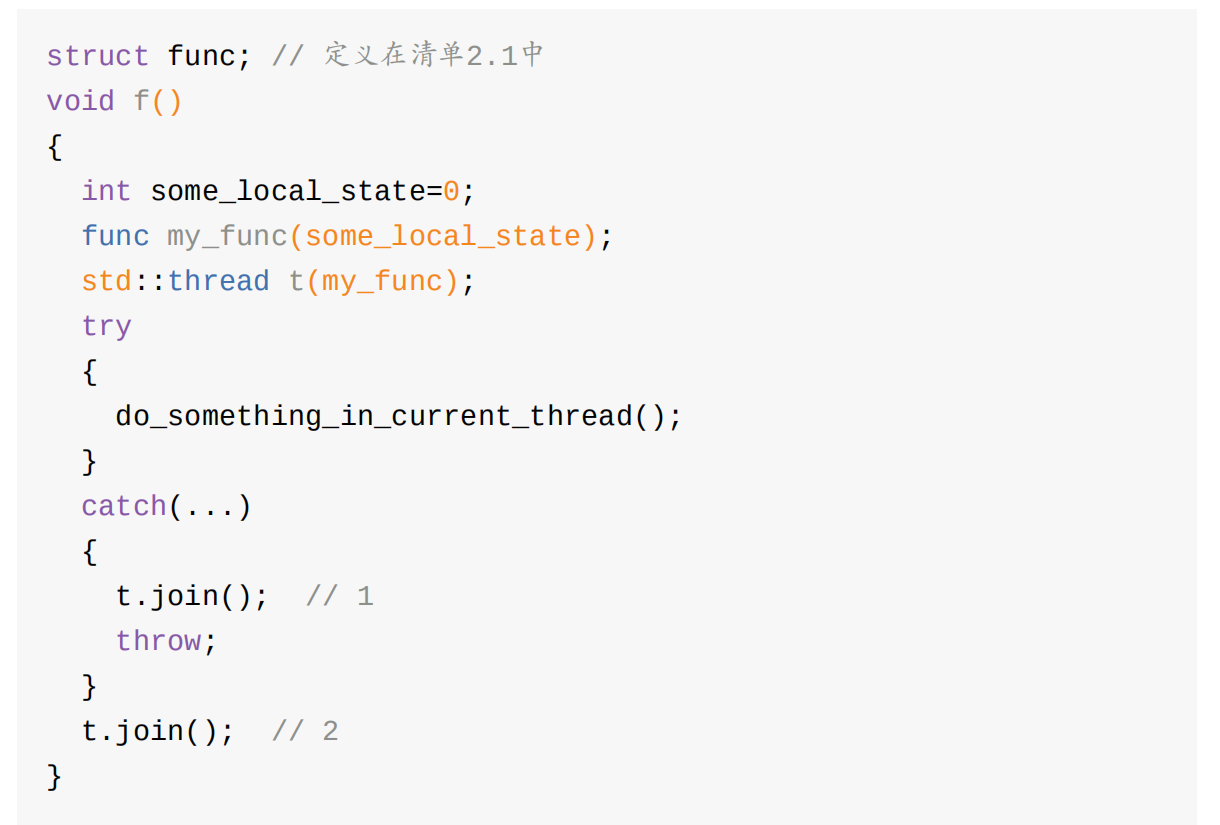 struct func; // 定义在清单2.1中
void f()
{
  int some_local_state=0;
  func my_func(some_local_state);
  std::thread t(my_func);
  try
  {
    do_something_in_current_thread();
  }
  catch(...)
  {
    t.join();  // 1
    throw;
  }
  t.join();  // 2
}